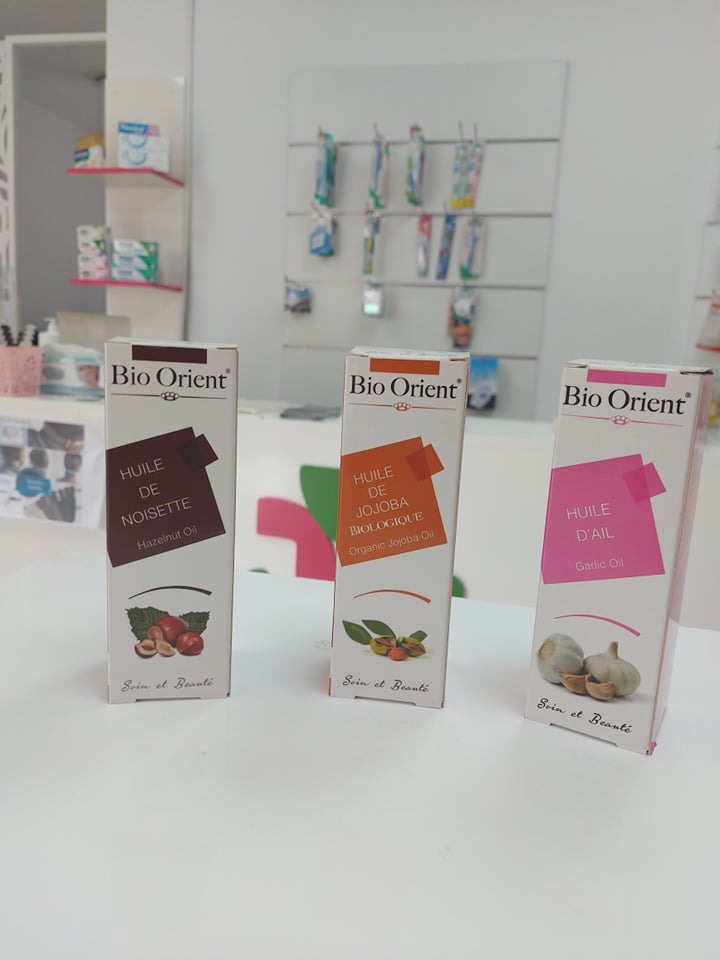 Bio Orient®
HUILE
DE
NOISETTE
Hazelnut Oil
Soin et Beauté
Bio Orient®
HUILE
DE
JOJOBA
BIOLOGIQUE
Organic Jojoba Oil
Soin et Beauté
Bio Orient®
HUILE
D'AIL
Garlic Oil
Soin et Beauté